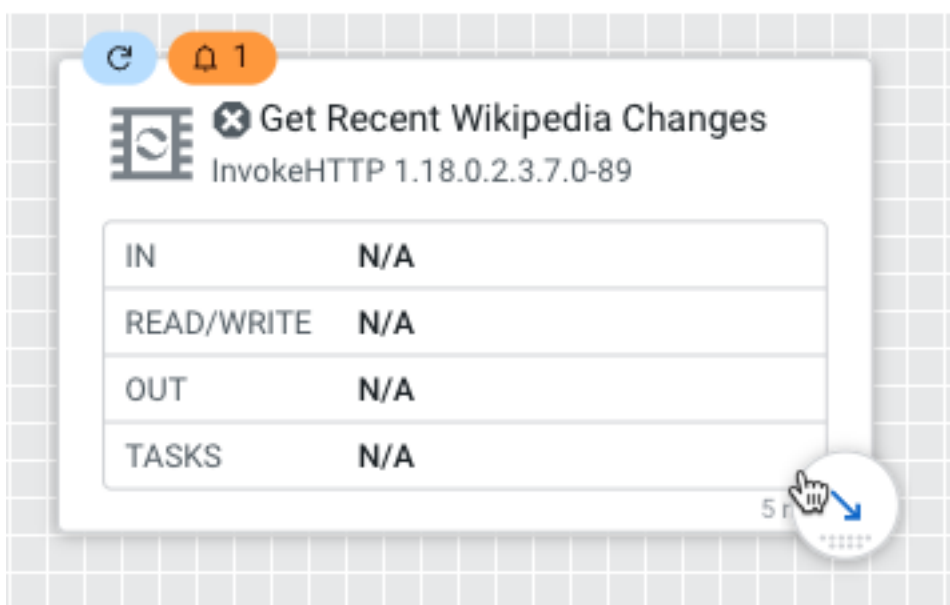 1
Get Recent Wikipedia Changes
InvokeHTTP 1.18.0.2.3.7.0-89
IN N/A
READ/WRITE N/A
OUT N/A
TASKS N/A
5